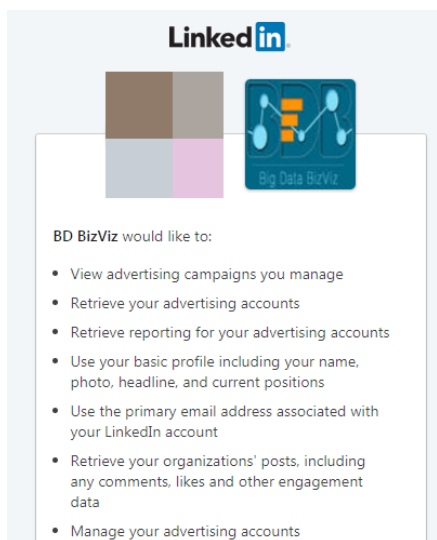 Linked in
BDB
Big Data BizViz
BD BizViz would like to:
• View advertising campaigns you manage
• Retrieve your advertising accounts
• Retrieve reporting for your advertising accounts
• Use your basic profile including your name,
photo, headline, and current positions
• Use the primary email address associated with
your LinkedIn account
• Retrieve your organizations' posts, including
any comments, likes and other engagement
data
• Manage your advertising accounts